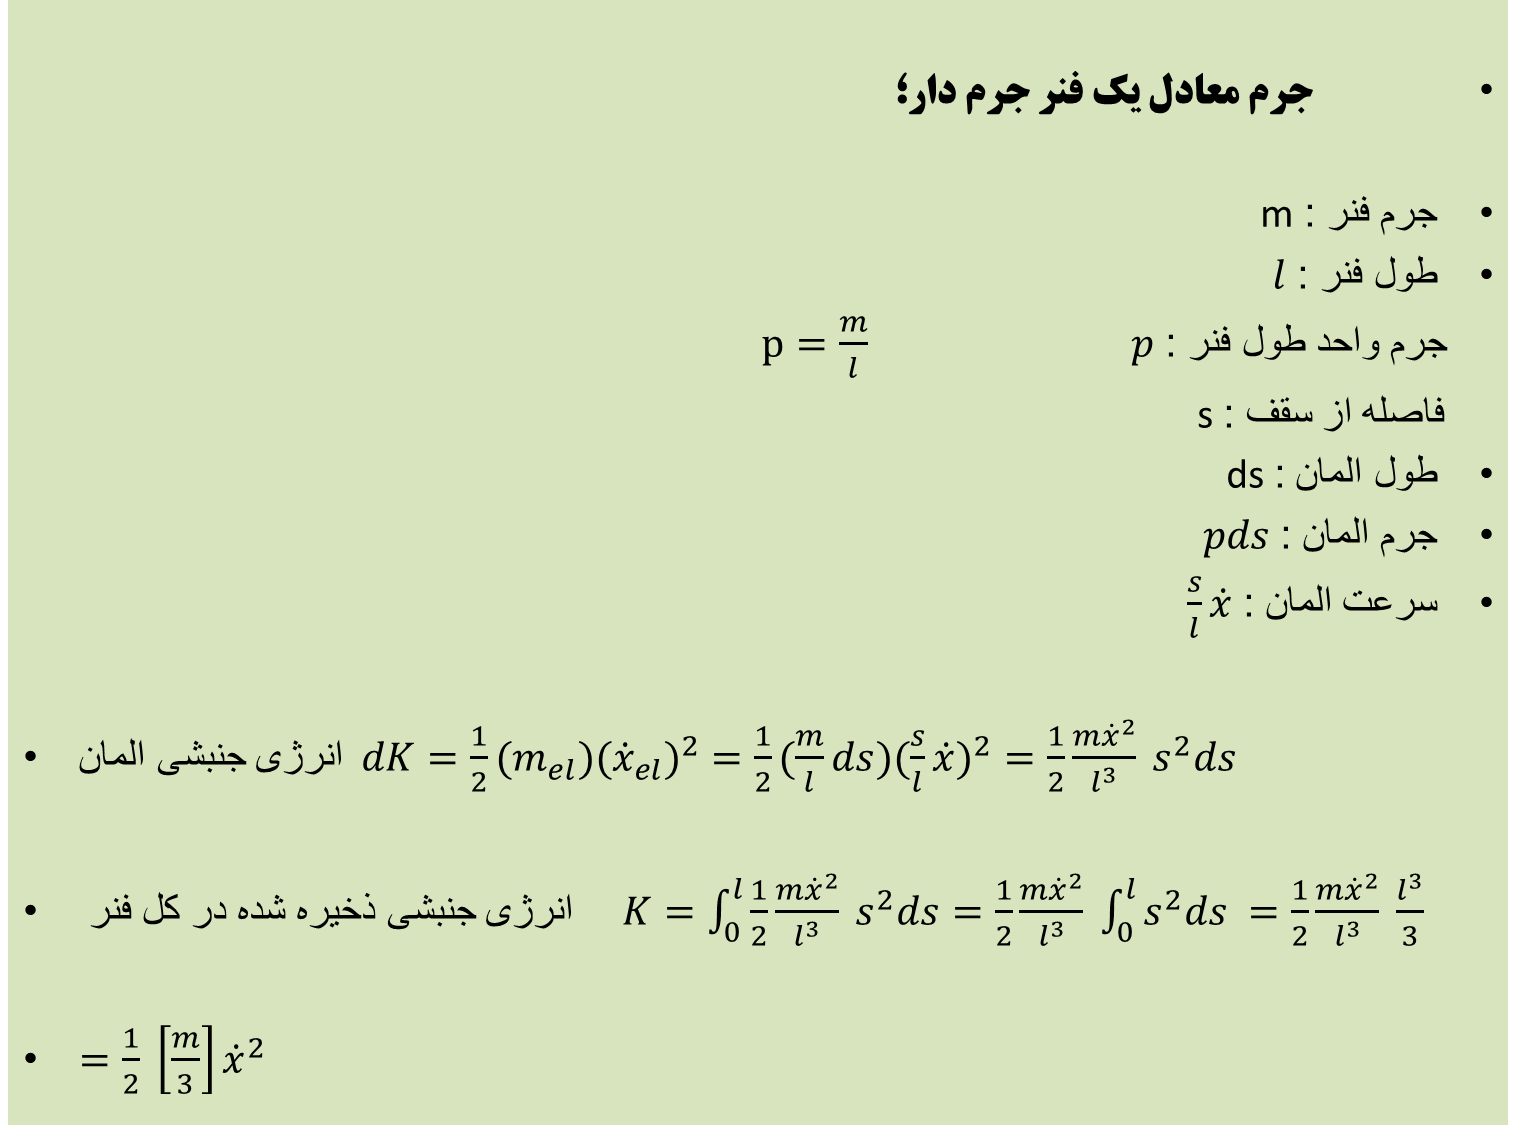 • جرم معادل یک فنر جرم دار؛
• جرم فنر : m
• طول فنر : l
جرم واحد طول فنر : p p = m/l
فاصله از سقف : s
• طول المان : ds
• جرم المان : pds
• سرعت المان : s/l ẋ
• انرژی جنبشی المان dK = 1/2 (m_el)(ẋ_el)² = 1/2 (m/l ds)(s/l ẋ)² = 1/2 mẋ²/l³ s²ds
• انرژی جنبشی ذخیره شده در کل فنر K = ∫₀ˡ 1/2 mẋ²/l³ s²ds = 1/2 mẋ²/l³ ∫₀ˡ s²ds = 1/2 mẋ²/l³ l³/3
• = 1/2 [m/3] ẋ²